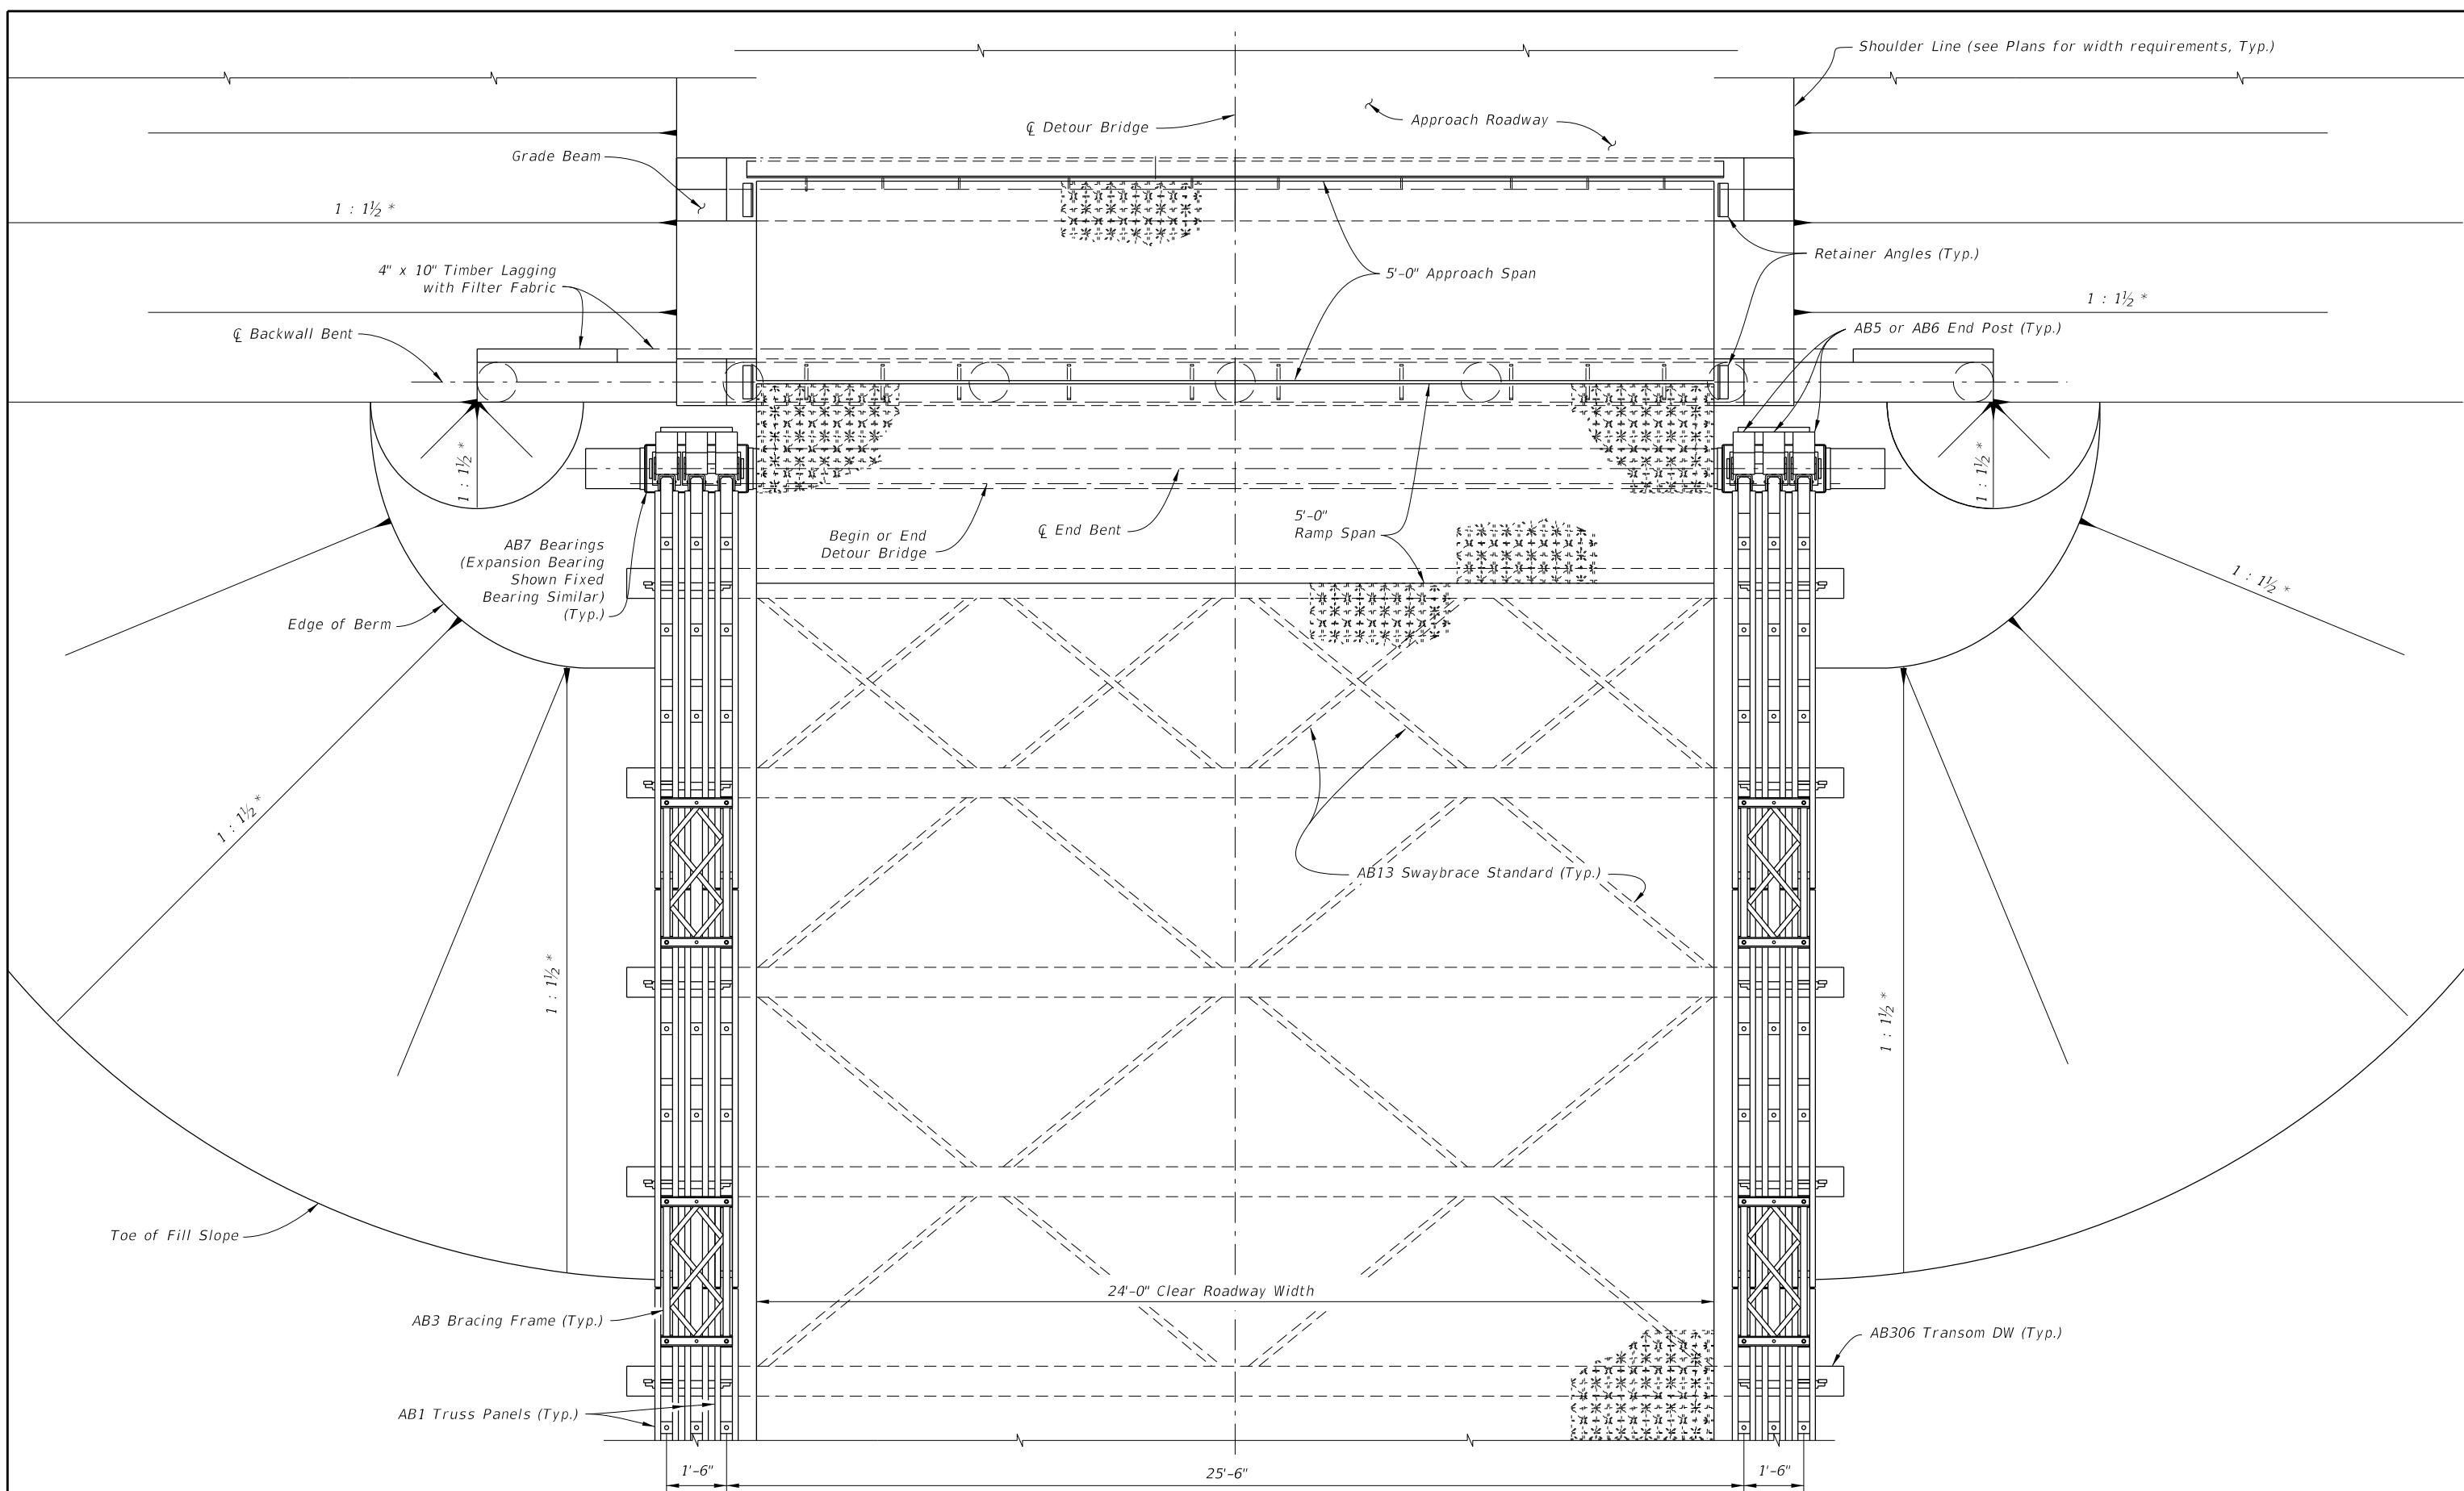 Shoulder Line (see Plans for width requirements, Typ.)
℄ Detour Bridge
Approach Roadway
Grade Beam
1 : 1½ *
4" x 10" Timber Lagging
with Filter Fabric
5'-0" Approach Span
Retainer Angles (Typ.)
1 : 1½ *
℄ Backwall Bent
AB5 or AB6 End Post (Typ.)
1 : 1½ *
1 : 1½ *
AB7 Bearings
(Expansion Bearing
Shown Fixed
Bearing Similar)
(Typ.)
Begin or End
Detour Bridge
℄ End Bent
5'-0"
Ramp Span
1 : 1½ *
Edge of Berm
1 : 1½ *
AB13 Swaybrace Standard (Typ.)
1 : 1½ *
1 : 1½ *
Toe of Fill Slope
24'-0" Clear Roadway Width
AB3 Bracing Frame (Typ.)
AB306 Transom DW (Typ.)
AB1 Truss Panels (Typ.)
1'-6"
25'-6"
1'-6"